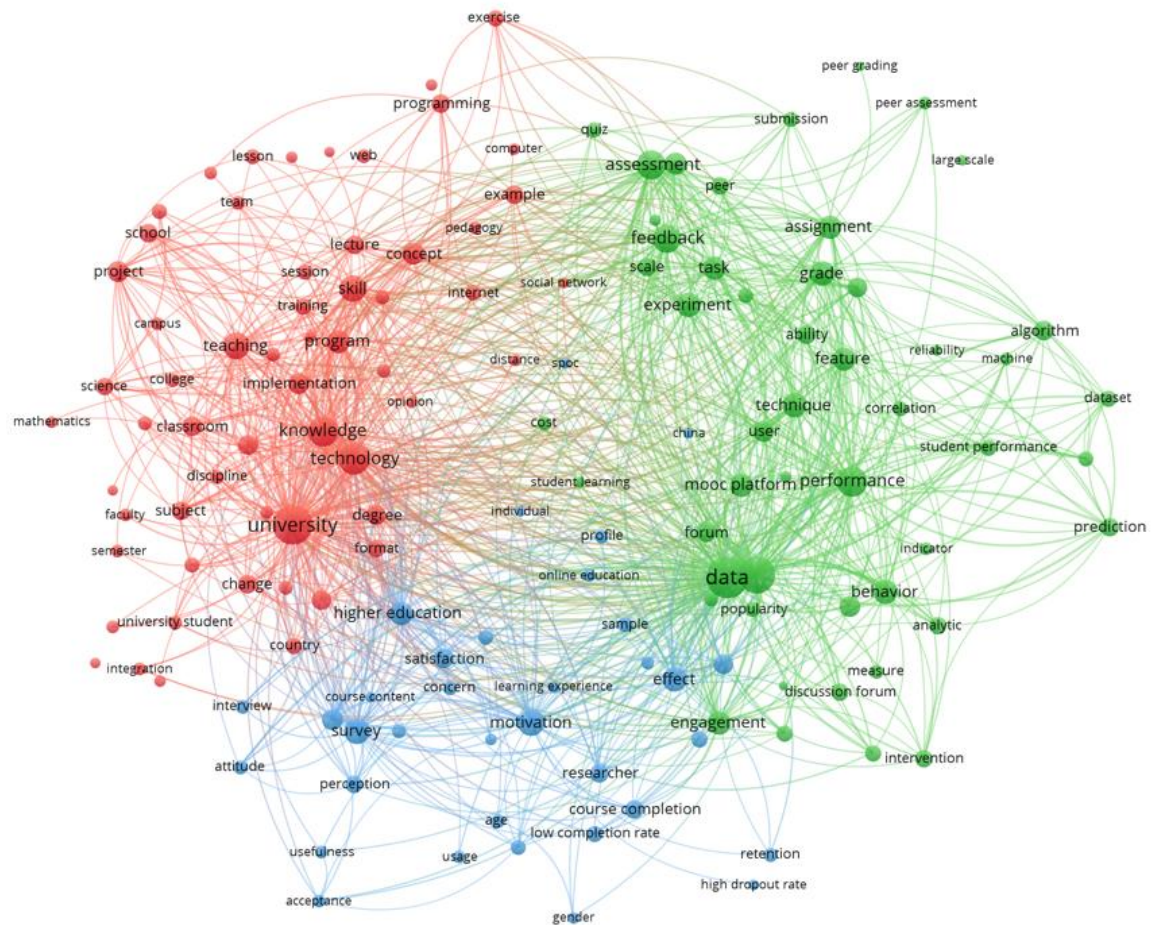 exercise
peer grading
programming
peer assessment
submission
quiz
computer
lesson
web
assessment
large scale
peer
team
example
school
pedagogy
assignment
lecture
concept
feedback
project
session
scale
task
grade
skill
internet
social network
training
experiment
campus
ability
algorithm
teaching
program
reliability
machine
distance
spoc
feature
science
college
implementation
opinion
dataset
technique
correlation
mathematics
classroom
knowledge
cost
user
china
student performance
technology
discipline
student learning
mooc platform
performance
faculty
subject
university
degree
individual
prediction
semester
format
profile
forum
indicator
change
online education
data
behavior
higher education
popularity
university student
sample
analytic
country
satisfaction
integration
concern
learning experience
effect
measure
course content
discussion forum
interview
survey
motivation
engagement
attitude
intervention
perception
researcher
course completion
age
low completion rate
usefulness
usage
retention
high dropout rate
acceptance
gender